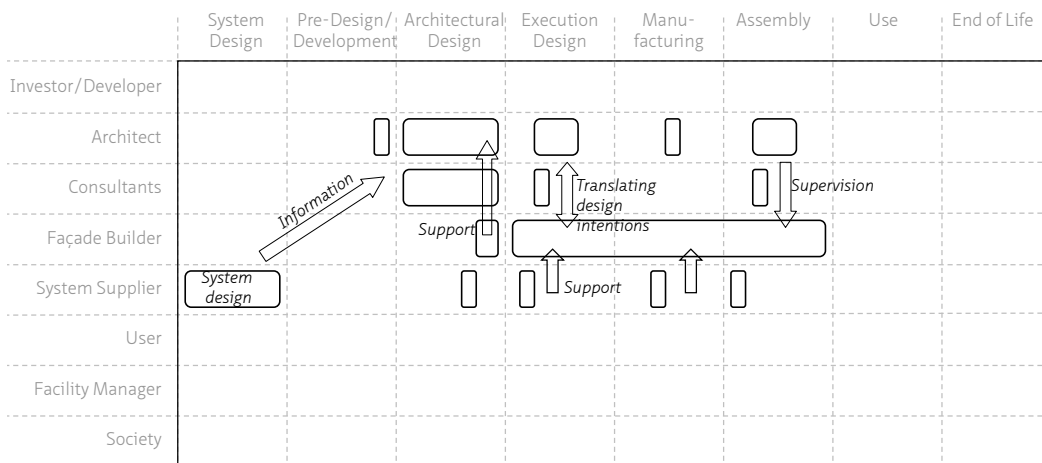 System
Design
Pre-Design/
Development
Architectural
Design
Execution
Design
Manu-
facturing
Assembly
Use
End of Life
Investor/Developer
Architect
Consultants
Façade Builder
System Supplier
User
Facility Manager
Society
Information
Translating
design
intentions
Supervision
Support
System
design
Support